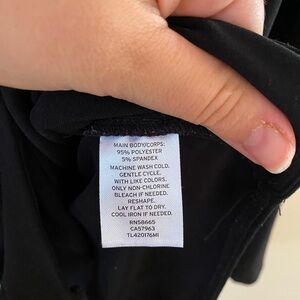 MAIN BODY/CORPS:
95% POLYESTER
5% SPANDEX
MACHINE WASH COLD.
GENTLE CYCLE.
WITH LIKE COLORS.
ONLY NON-CHLORINE
BLEACH IF NEEDED.
RESHAPE.
LAY FLAT TO DRY.
COOL IRON IF NEEDED.
RN58665
CA57963
TL420176MI